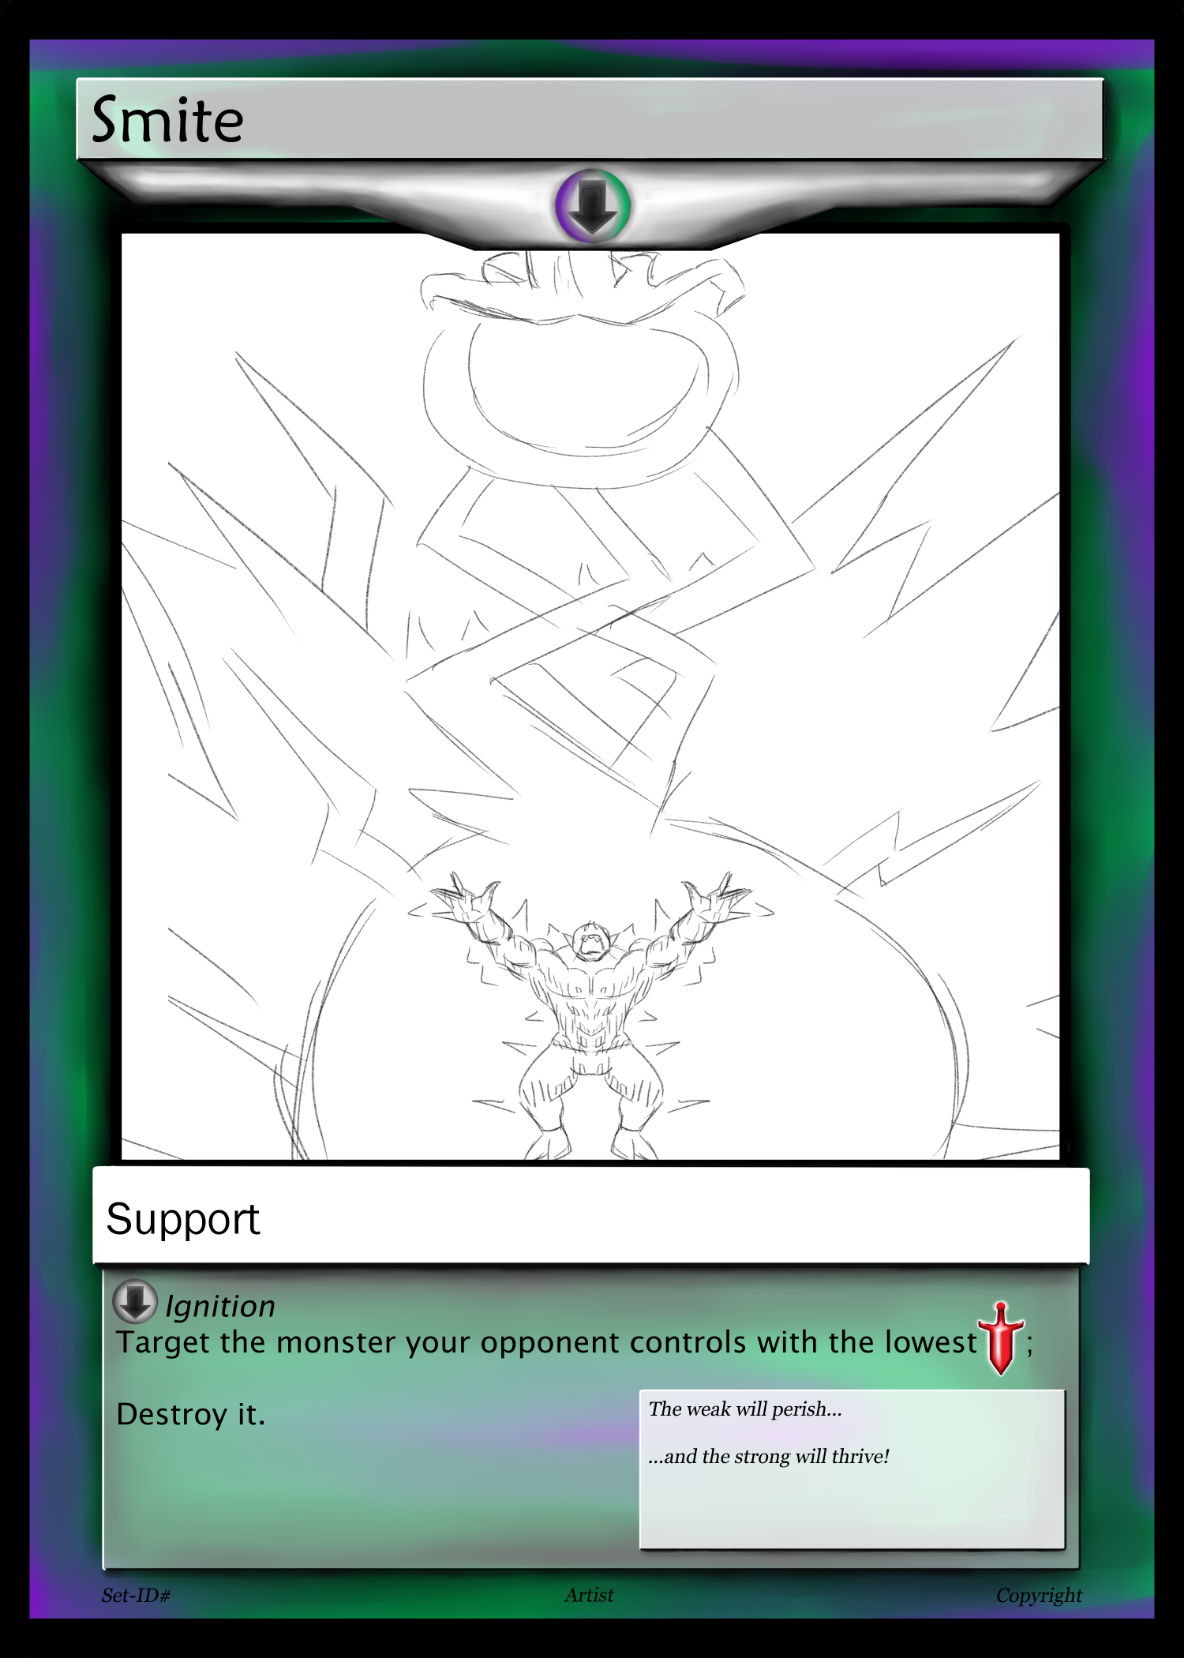 Smite
Support
Ignition
Target the monster your opponent controls with the lowest ;
Destroy it.
The weak will perish...
...and the strong will thrive!
Set-ID#
Artist
Copyright